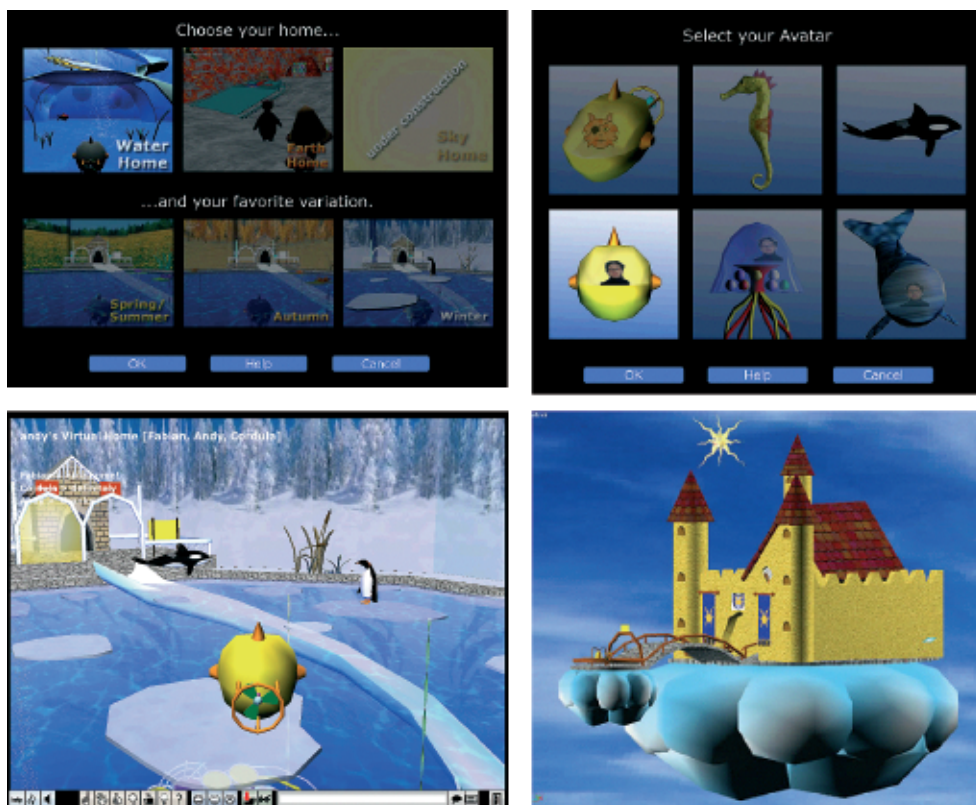 Choose your home...
Water
Home
Earth
Home
under construction
Sky
Home
...and your favorite variation.
Spring/
Summer
Autumn
Winter
OK
Help
Cancel
Select your Avatar
OK
Help
Cancel
andy's Virtual Home [Fabian, Andy, Cordula]